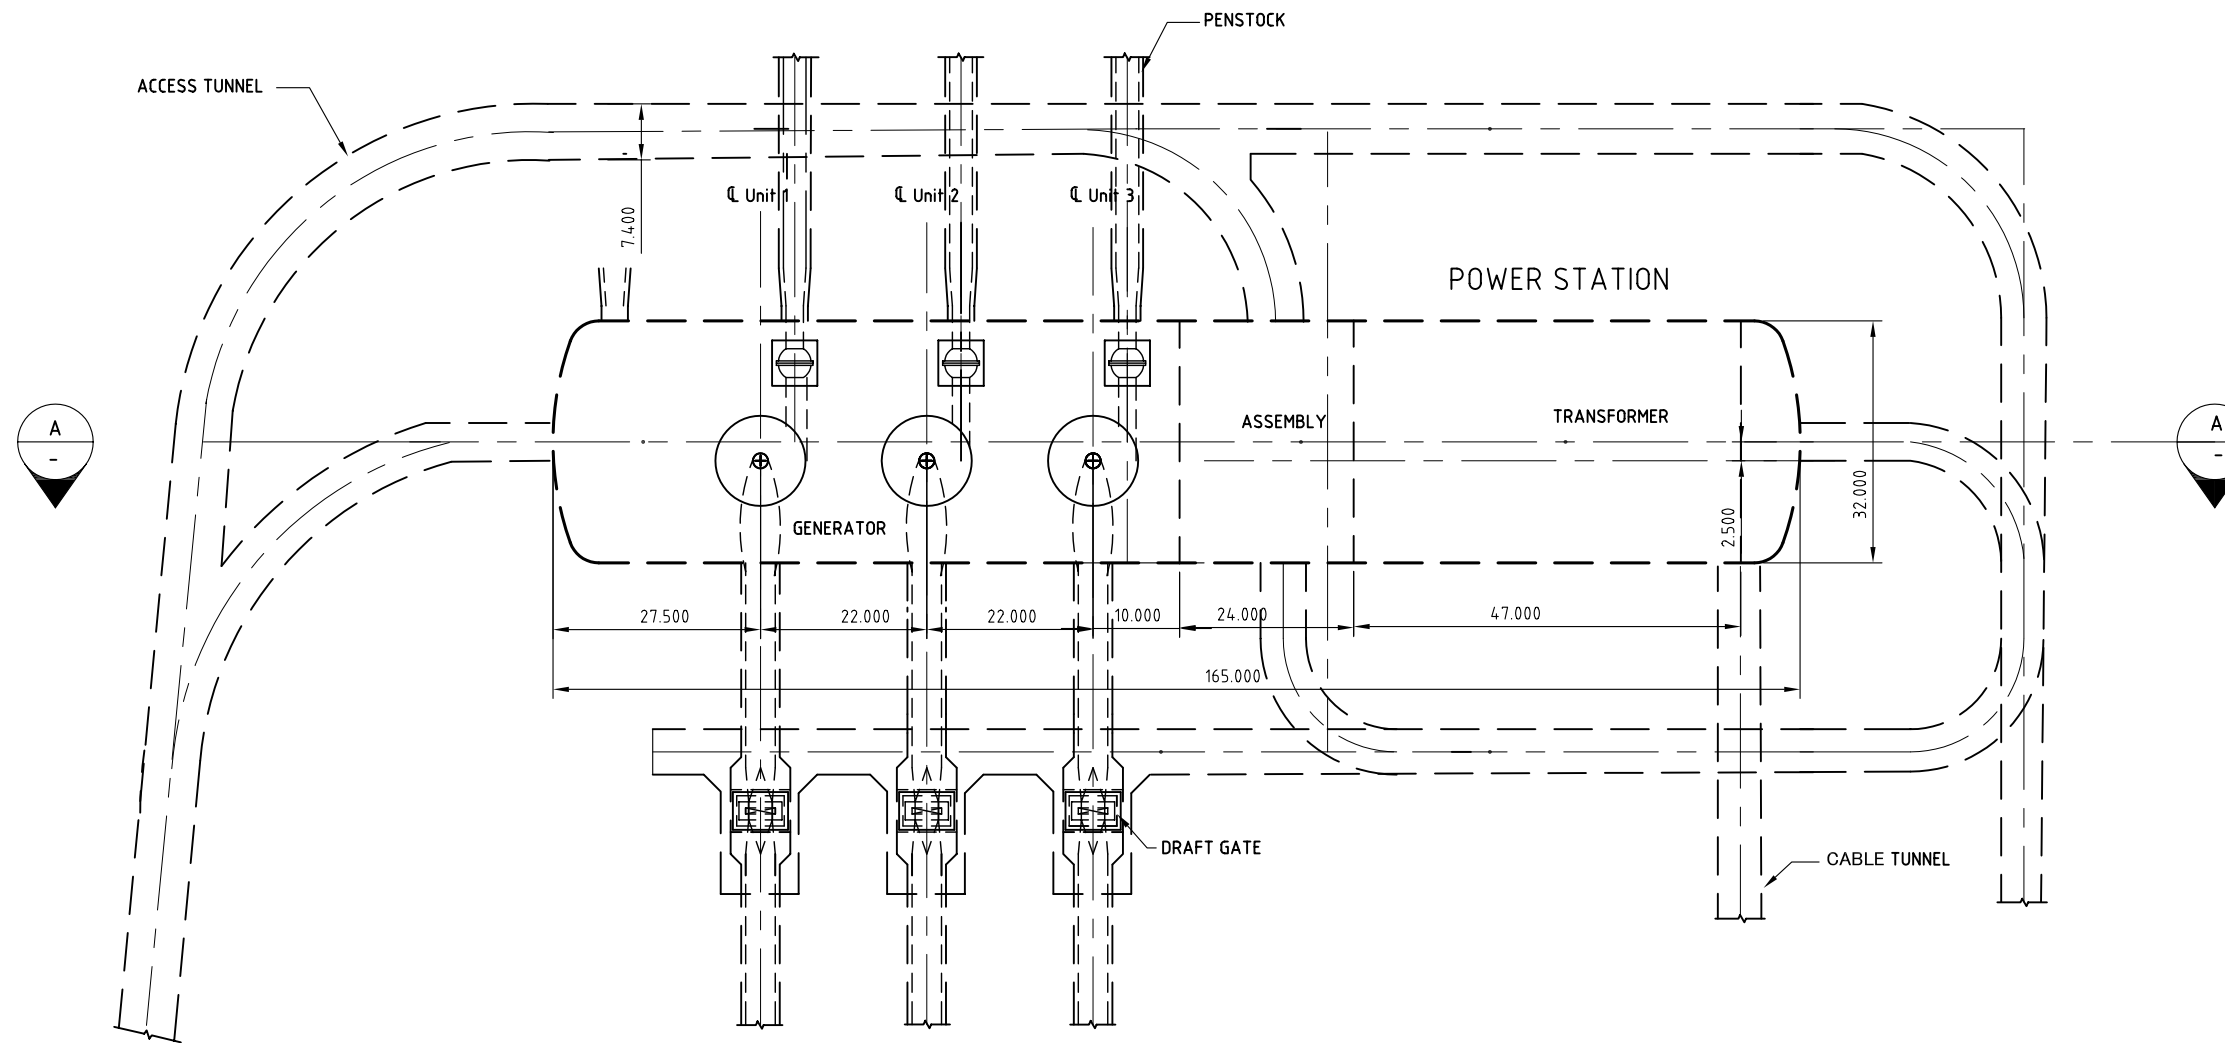 PENSTOCK
ACCESS TUNNEL
℄ Unit 1
℄ Unit 2
℄ Unit 3
7.400
POWER STATION
A
-
ASSEMBLY
TRANSFORMER
A
-
32.000
2.500
GENERATOR
27.500
22.000
22.000
10.000
24.000
47.000
165.000
DRAFT GATE
CABLE TUNNEL